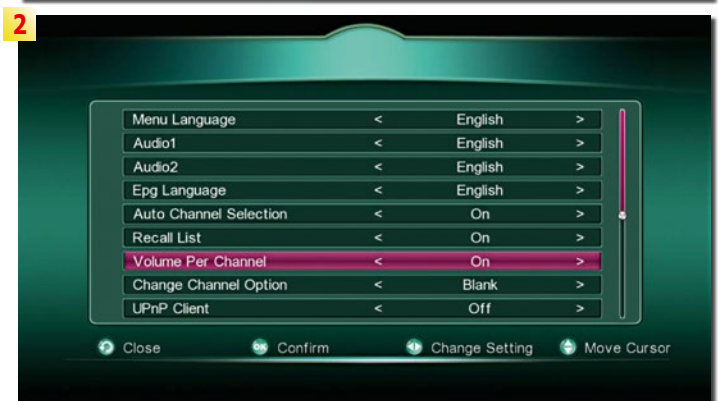 2
Menu Language < English >
Audio1 < English >
Audio2 < English >
Epg Language < English >
Auto Channel Selection < On >
Recall List < On >
Volume Per Channel < On >
Change Channel Option < Blank >
UPnP Client < Off >
Close OK Confirm Change Setting Move Cursor